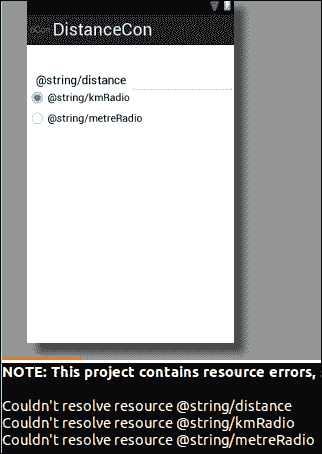 DistanceCon
@string/distance
@string/kmRadio
@string/metreRadio
NOTE: This project contains resource errors,
Couldn't resolve resource @string/distance
Couldn't resolve resource @string/kmRadio
Couldn't resolve resource @string/metreRadio